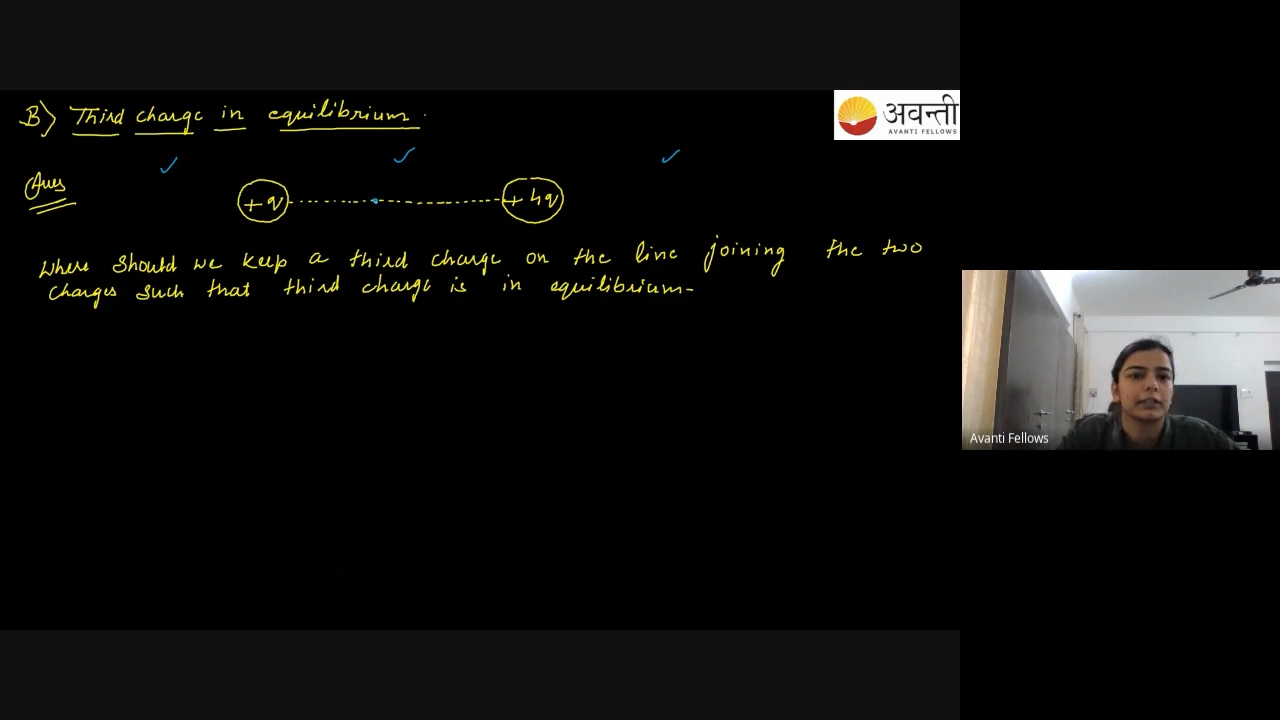 B) Third charge in equilibrium.
अवन्ती
AVANTI FELLOWS
Ques
+q +4q
Where should we keep a third charge on the line joining the two
charges such that third charge is in equilibrium-
Avanti Fellows